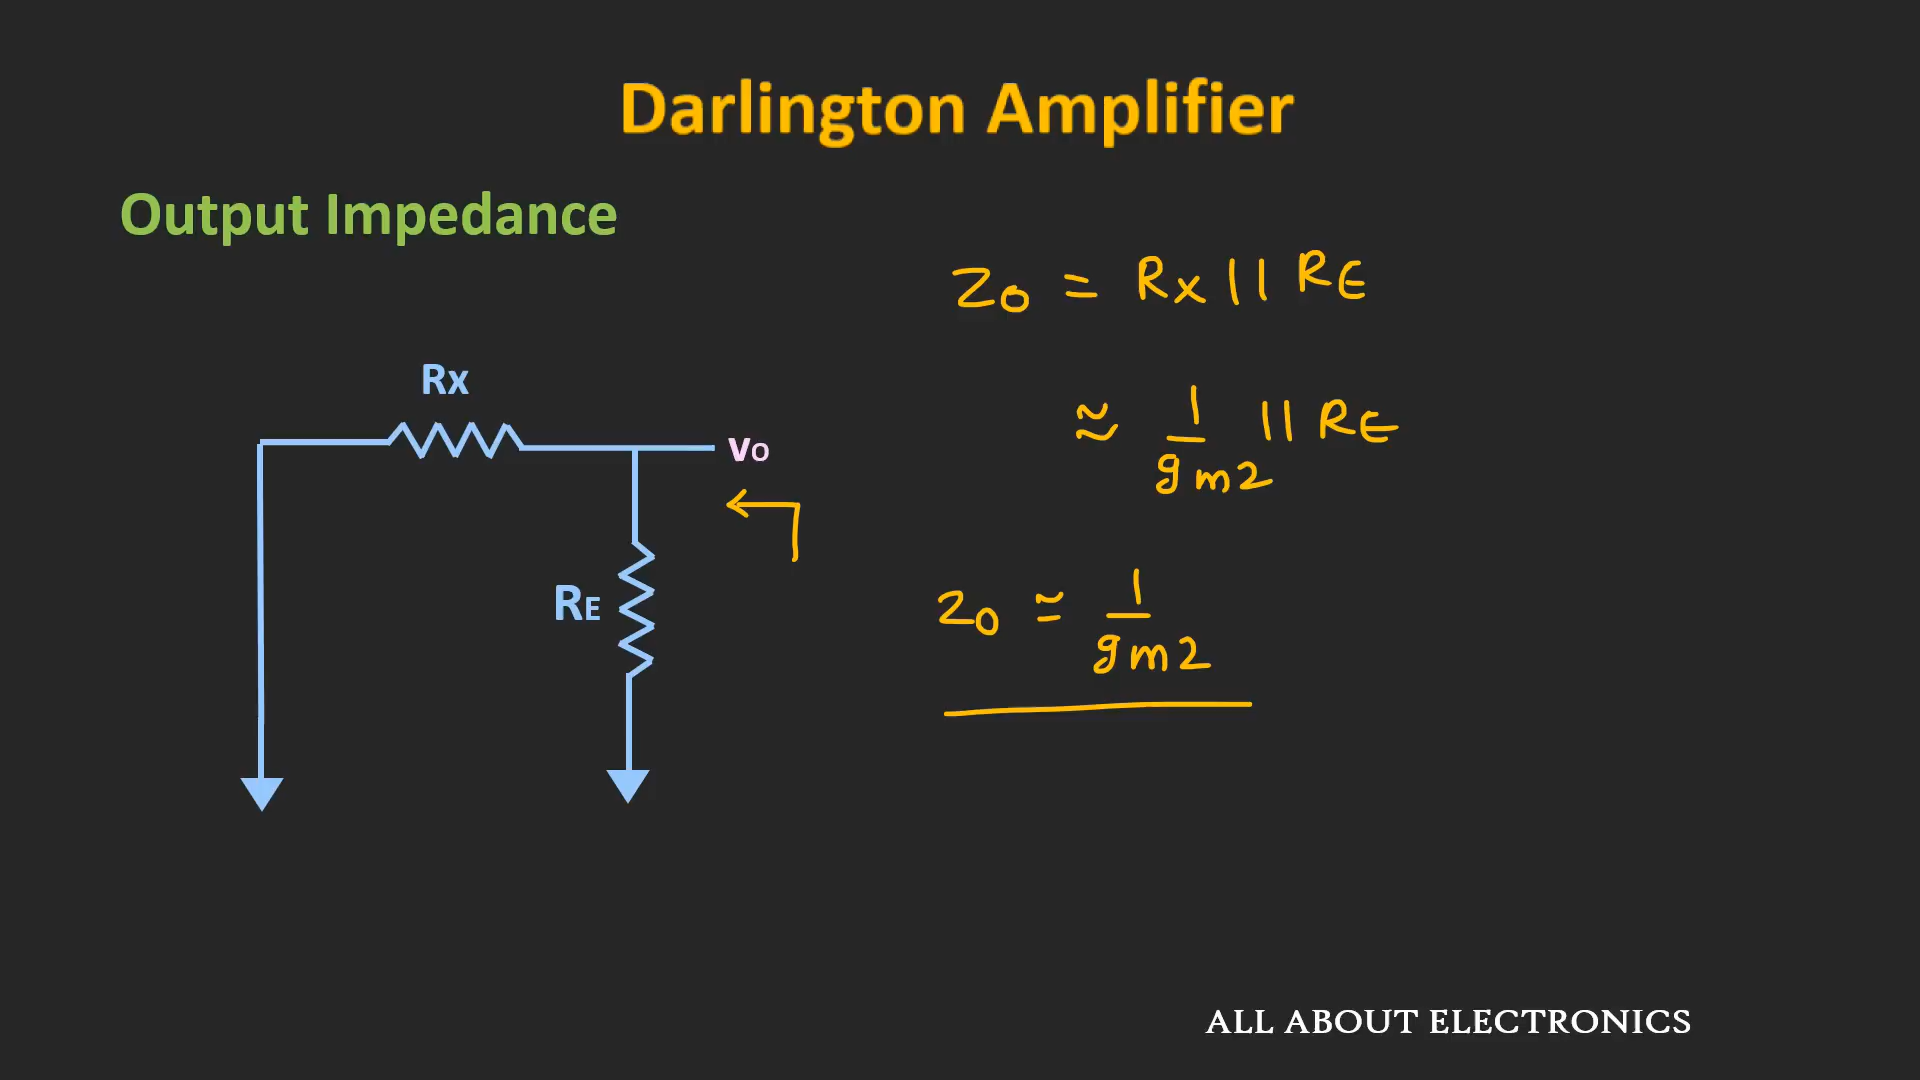 Darlington Amplifier
Output Impedance
Zo = Rx || RE
Rx
≈ 1/gm2 || RE
vo
RE
Zo ≈ 1/gm2
ALL ABOUT ELECTRONICS